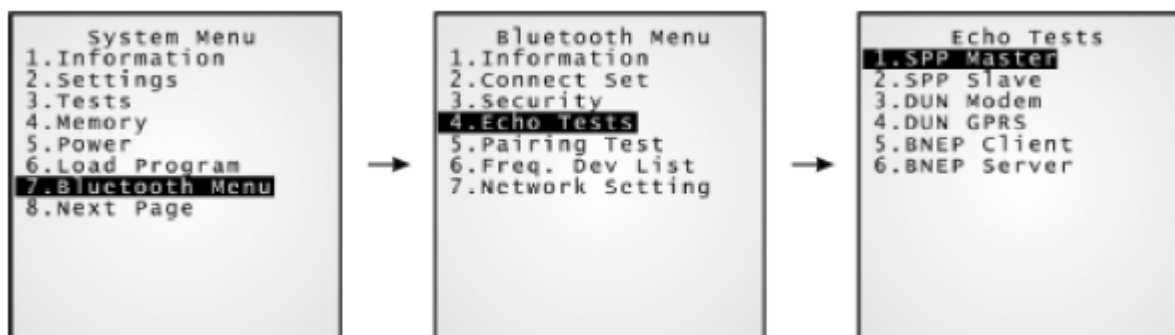 System Menu
1.Information
2.Settings
3.Tests
4.Memory
5.Power
6.Load Program
7.Bluetooth Menu
8.Next Page
Bluetooth Menu
1.Information
2.Connect Set
3.Security
4.Echo Tests
5.Pairing Test
6.Freq. Dev List
7.Network Setting
Echo Tests
1.SPP Master
2.SPP Slave
3.DUN Modem
4.DUN GPRS
5.BNEP Client
6.BNEP Server